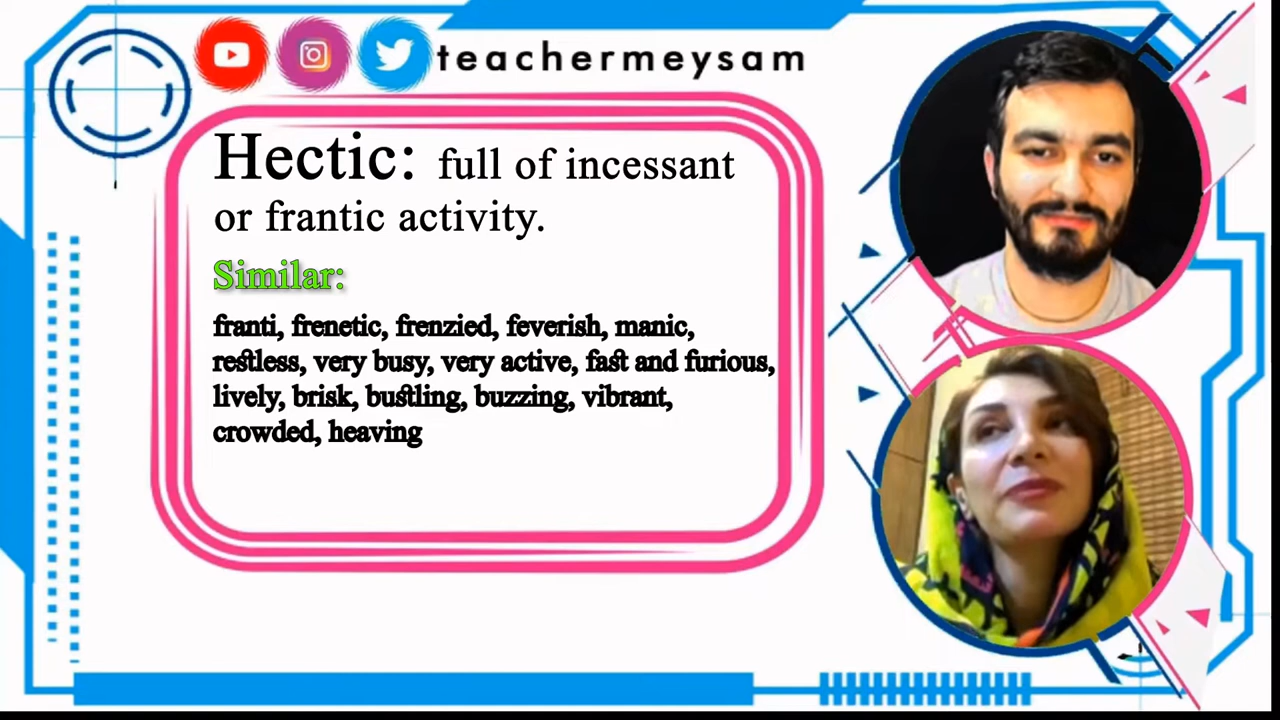 teachermeysam
Hectic: full of incessant
or frantic activity.
Similar:
franti, frenetic, frenzied, feverish, manic,
restless, very busy, very active, fast and furious,
lively, brisk, bustling, buzzing, vibrant,
crowded, heaving